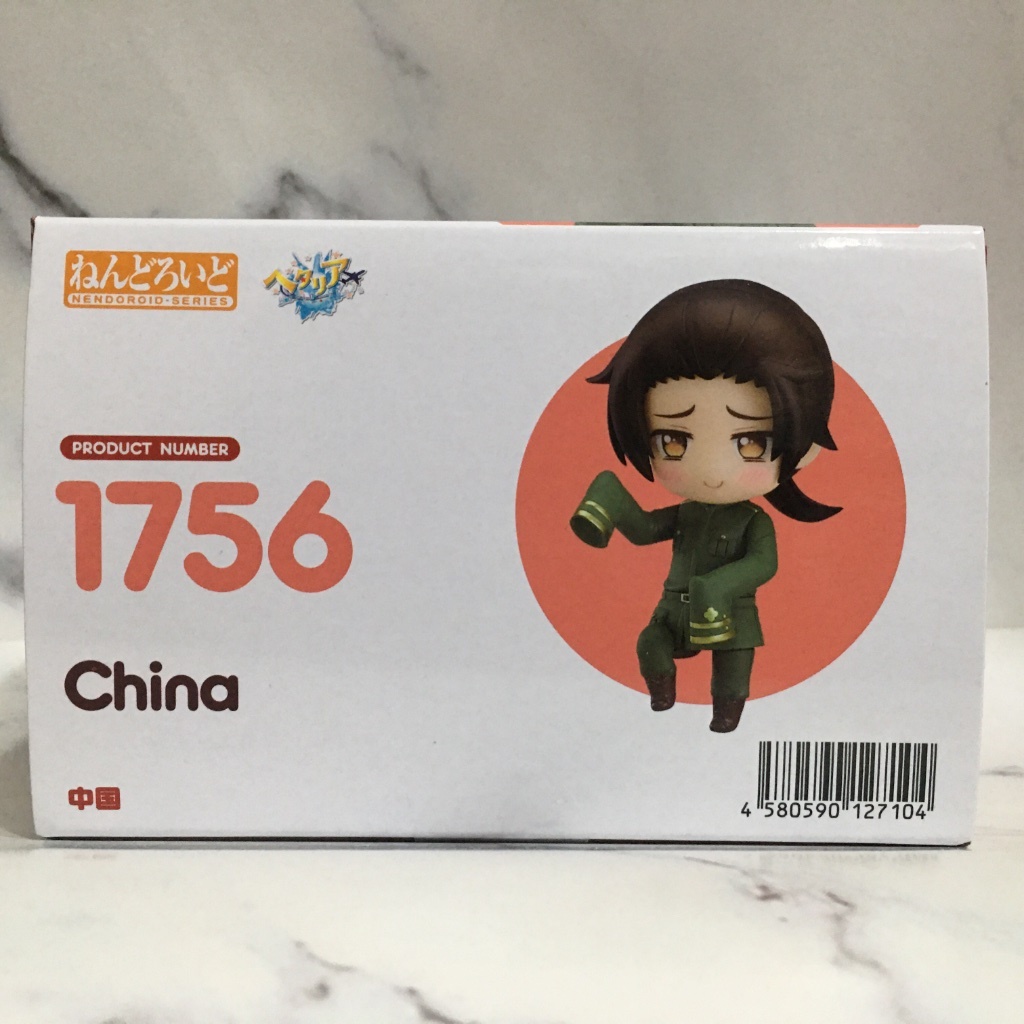 ねんどろいど
NENDOROID-SERIES
ヘタリア
PRODUCT NUMBER
1756
China
中国
4 580590 127104